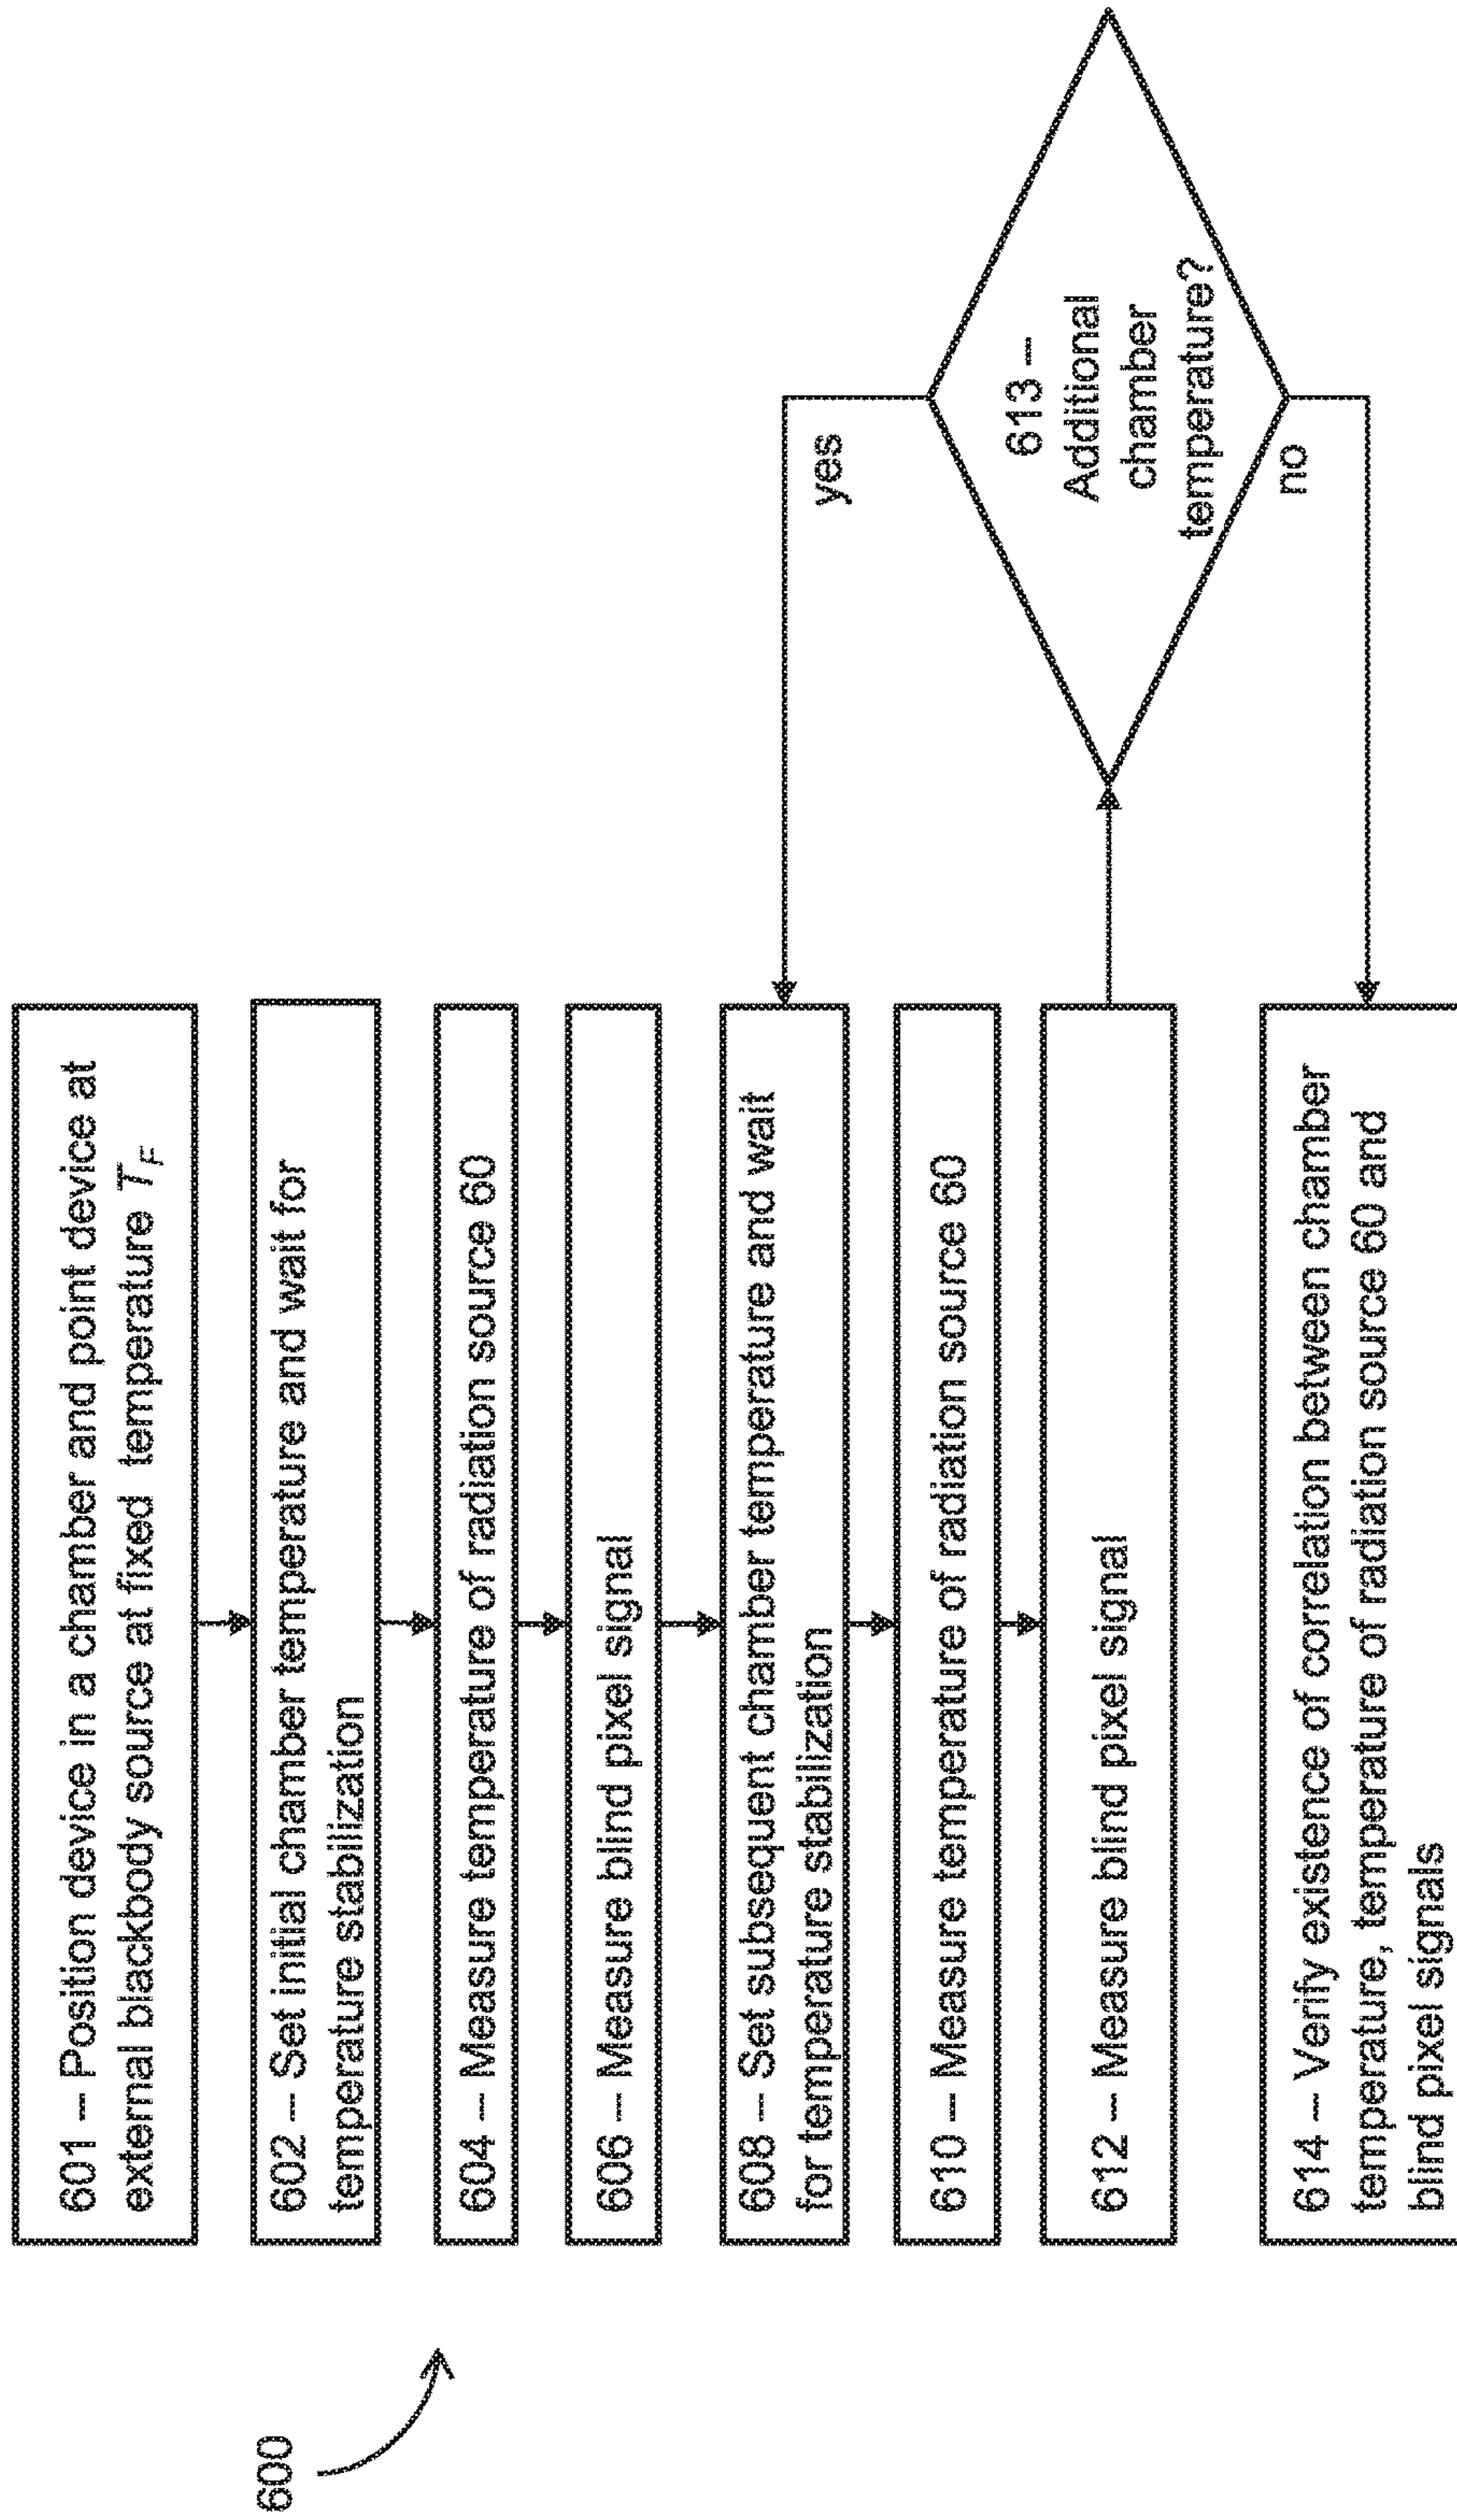 600
601 – Position device in a chamber and point device at
external blackbody source at fixed temperature T_F
602 – Set initial chamber temperature and wait for
temperature stabilization
604 – Measure temperature of radiation source 60
606 – Measure blind pixel signal
608 – Set subsequent chamber temperature and wait
for temperature stabilization
610 – Measure temperature of radiation source 60
612 – Measure blind pixel signal
613 –
Additional
chamber
temperature?
yes
no
614 – Verify existence of correlation between chamber
temperature, temperature of radiation source 60 and
blind pixel signals